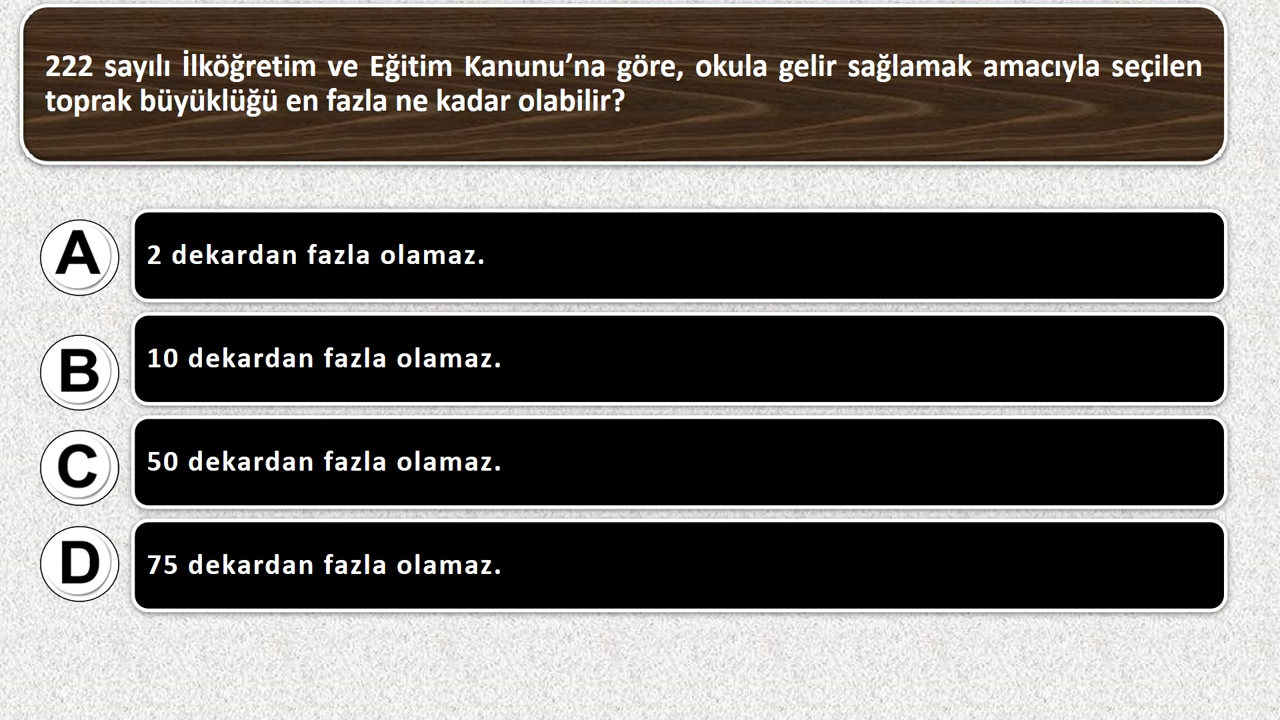 222 sayılı İlköğretim ve Eğitim Kanunu’na göre, okula gelir sağlamak amacıyla seçilen
toprak büyüklüğü en fazla ne kadar olabilir?
A
2 dekardan fazla olamaz.
B
10 dekardan fazla olamaz.
C
50 dekardan fazla olamaz.
D
75 dekardan fazla olamaz.